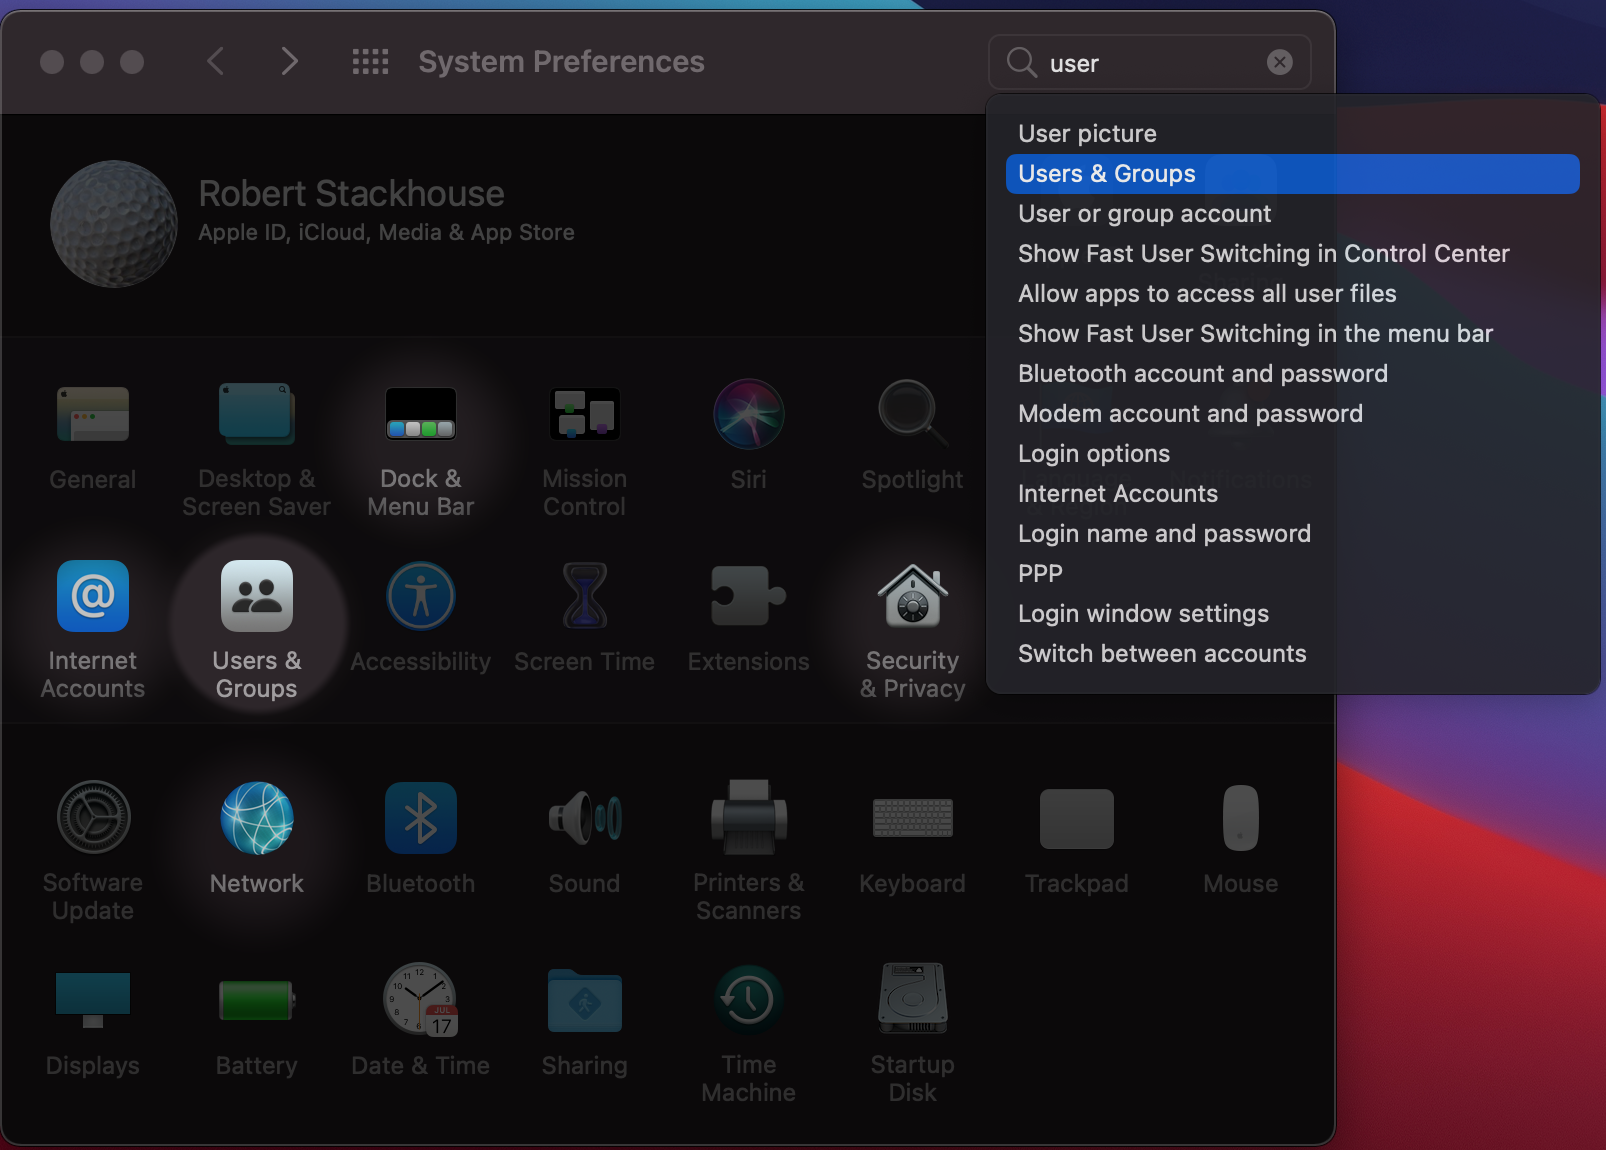 System Preferences
user
Robert Stackhouse
Apple ID, iCloud, Media & App Store
User picture
Users & Groups
User or group account
Show Fast User Switching in Control Center
Allow apps to access all user files
Show Fast User Switching in the menu bar
Bluetooth account and password
Modem account and password
Login options
Internet Accounts
Login name and password
PPP
Login window settings
Switch between accounts
General
Desktop &
Screen Saver
Dock &
Menu Bar
Mission
Control
Siri
Spotlight
Language
& Region
Notifications
Internet
Accounts
Users &
Groups
Accessibility
Screen Time
Extensions
Security
& Privacy
Software
Update
Network
Bluetooth
Sound
Printers &
Scanners
Keyboard
Trackpad
Mouse
Displays
Battery
JUL
17
Date & Time
Sharing
Time
Machine
Startup
Disk